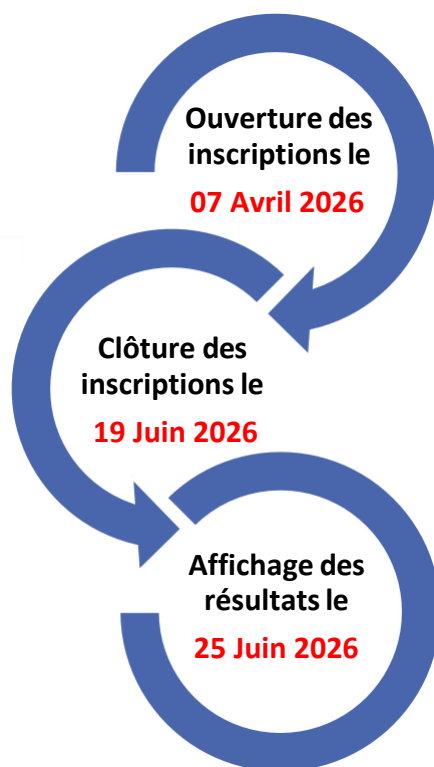 Ouverture des
inscriptions le
07 Avril 2026
Clôture des
inscriptions le
19 Juin 2026
Affichage des
résultats le
25 Juin 2026